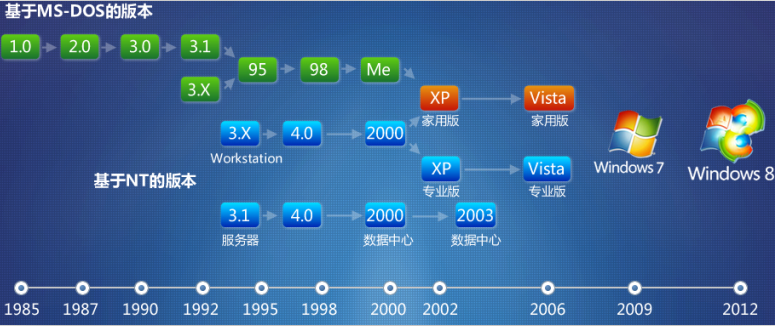 基于MS-DOS的版本
1.0 2.0 3.0 3.1
3.X
95 98 Me
XP Vista
家用版 家用版
3.X 4.0 2000
Workstation
XP Vista
专业版 专业版
基于NT的版本
3.1 4.0 2000 2003
服务器 数据中心 数据中心
Windows 7
Windows 8
1985 1987 1990 1992 1995 1998 2000 2002 2006 2009 2012